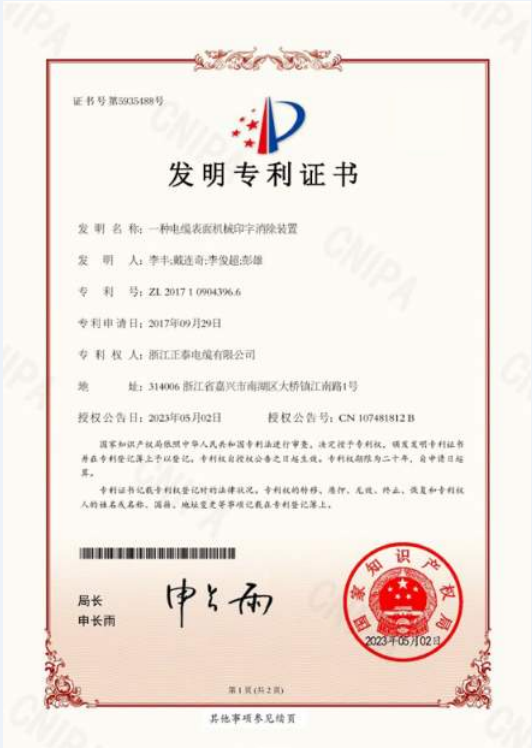 证书号第5935488号
发明专利证书
发 明 名 称：一种电缆表面机械印字消除装置
发 明 人：李丰;戴连奇;李俊超;彭雄
专 利 号：ZL 2017 1 0904396.6
专利申请日：2017年09月29日
专 利 权 人：浙江正泰电缆有限公司
地 址：314006 浙江省嘉兴市南湖区大桥镇江南路1号
授权公告日：2023年05月02日 授权公告号：CN 107481812 B
国家知识产权局依照中华人民共和国专利法进行审查，决定授予专利权，颁发发明专利证书
并在专利登记簿上予以登记。专利权自授权公告之日起生效。专利权期限为二十年，自申请日起
算。
专利证书记载专利权登记时的法律状况。专利权的转移、质押、无效、终止、恢复和专利权
人的姓名或名称、国籍、地址变更等事项记载在专利登记簿上。
局长
申长雨
申长雨
国家知识产权局
2023年05月02日
第 1 页 (共 2 页)
其他事项参见续页
CNIPA
CNIPA
CNIPA
CNIPA